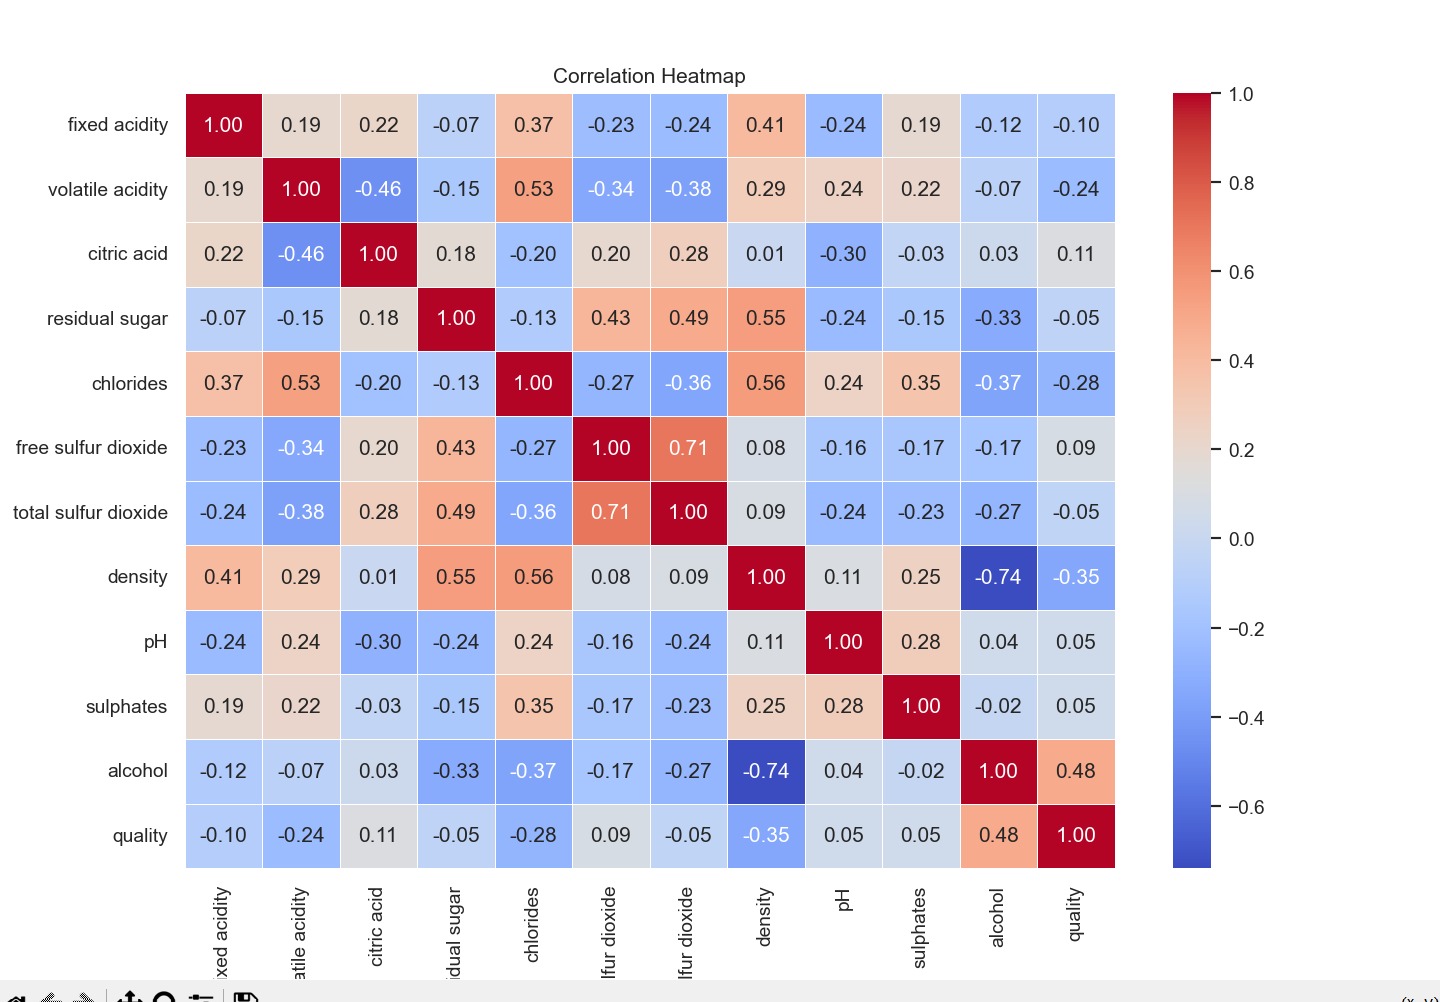 Correlation Heatmap
fixed acidity 1.00 0.19 0.22 -0.07 0.37 -0.23 -0.24 0.41 -0.24 0.19 -0.12 -0.10
volatile acidity 0.19 1.00 -0.46 -0.15 0.53 -0.34 -0.38 0.29 0.24 0.22 -0.07 -0.24
citric acid 0.22 -0.46 1.00 0.18 -0.20 0.20 0.28 0.01 -0.30 -0.03 0.03 0.11
residual sugar -0.07 -0.15 0.18 1.00 -0.13 0.43 0.49 0.55 -0.24 -0.15 -0.33 -0.05
chlorides 0.37 0.53 -0.20 -0.13 1.00 -0.27 -0.36 0.56 0.24 0.35 -0.37 -0.28
free sulfur dioxide -0.23 -0.34 0.20 0.43 -0.27 1.00 0.71 0.08 -0.16 -0.17 -0.17 0.09
total sulfur dioxide -0.24 -0.38 0.28 0.49 -0.36 0.71 1.00 0.09 -0.24 -0.23 -0.27 -0.05
density 0.41 0.29 0.01 0.55 0.56 0.08 0.09 1.00 0.11 0.25 -0.74 -0.35
pH -0.24 0.24 -0.30 -0.24 0.24 -0.16 -0.24 0.11 1.00 0.28 0.04 0.05
sulphates 0.19 0.22 -0.03 -0.15 0.35 -0.17 -0.23 0.25 0.28 1.00 -0.02 0.05
alcohol -0.12 -0.07 0.03 -0.33 -0.37 -0.17 -0.27 -0.74 0.04 -0.02 1.00 0.48
quality -0.10 -0.24 0.11 -0.05 -0.28 0.09 -0.05 -0.35 0.05 0.05 0.48 1.00
xed acidity
atile acidity
citric acid
idual sugar
chlorides
lfur dioxide
lfur dioxide
density
pH
sulphates
alcohol
quality
1.0
0.8
0.6
0.4
0.2
0.0
−0.2
−0.4
−0.6